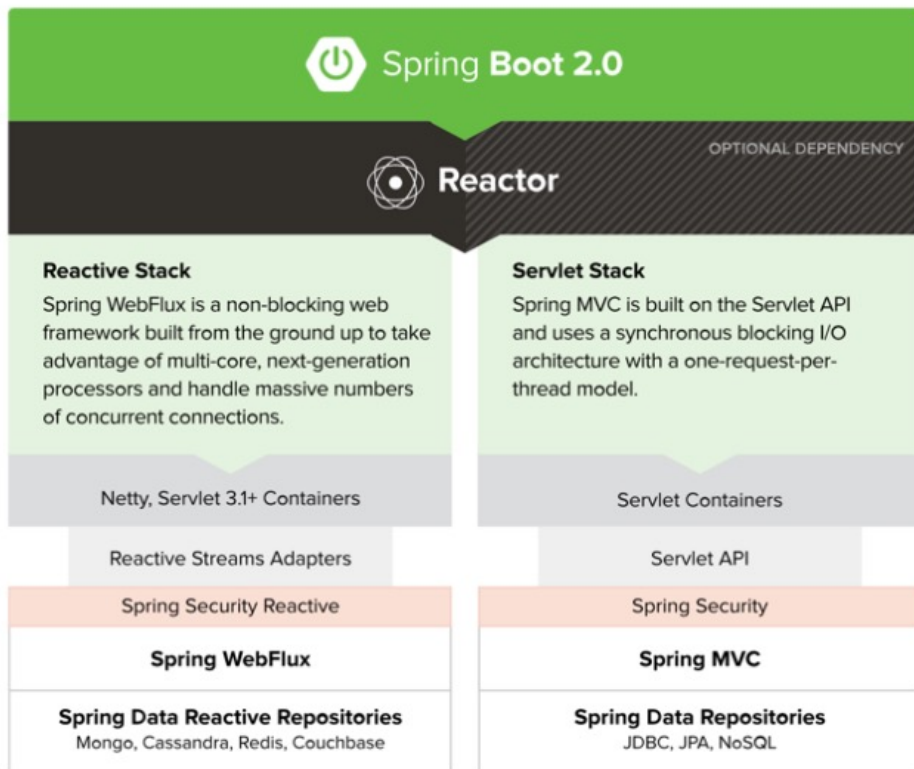 Spring Boot 2.0
OPTIONAL DEPENDENCY
Reactor
Reactive Stack
Spring WebFlux is a non-blocking web
framework built from the ground up to take
advantage of multi-core, next-generation
processors and handle massive numbers
of concurrent connections.
Servlet Stack
Spring MVC is built on the Servlet API
and uses a synchronous blocking I/O
architecture with a one-request-per-
thread model.
Netty, Servlet 3.1+ Containers
Servlet Containers
Reactive Streams Adapters
Servlet API
Spring Security Reactive
Spring Security
Spring WebFlux
Spring MVC
Spring Data Reactive Repositories
Mongo, Cassandra, Redis, Couchbase
Spring Data Repositories
JDBC, JPA, NoSQL